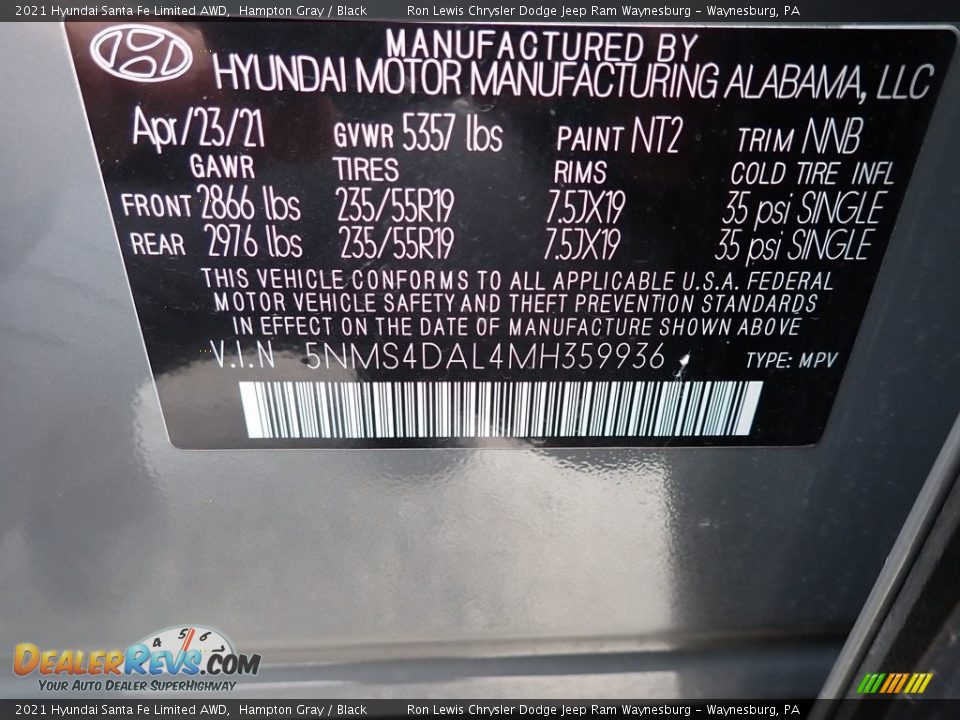 2021 Hyundai Santa Fe Limited AWD, Hampton Gray / Black Ron Lewis Chrysler Dodge Jeep Ram Waynesburg - Waynesburg, PA
MANUFACTURED BY
HYUNDAI MOTOR MANUFACTURING ALABAMA, LLC
Apr/23/21 GVWR 5357 lbs PAINT NT2 TRIM NNB
GAWR TIRES RIMS COLD TIRE INFL
FRONT 2866 lbs 235/55R19 7.5JX19 35 psi SINGLE
REAR 2976 lbs 235/55R19 7.5JX19 35 psi SINGLE
THIS VEHICLE CONFORMS TO ALL APPLICABLE U.S.A. FEDERAL
MOTOR VEHICLE SAFETY AND THEFT PREVENTION STANDARDS
IN EFFECT ON THE DATE OF MANUFACTURE SHOWN ABOVE
V.I.N 5NMS4DAL4MH359936 TYPE: MPV
4 5 6
DEALERREVS.COM
YOUR AUTO DEALER SUPERHIGHWAY
2021 Hyundai Santa Fe Limited AWD, Hampton Gray / Black Ron Lewis Chrysler Dodge Jeep Ram Waynesburg - Waynesburg, PA